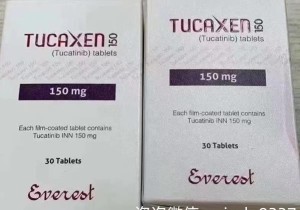 TUCAXEN 150
(Tucatinib) tablets
150 mg
Each film-coated tablet contains
Tucatinib INN 150 mg
30 Tablets
Everest
TUCAXEN 150
(Tucatinib) tablets
150 mg
Each film-coated tablet contains
Tucatinib INN 150 mg
30 Tablets
Everest